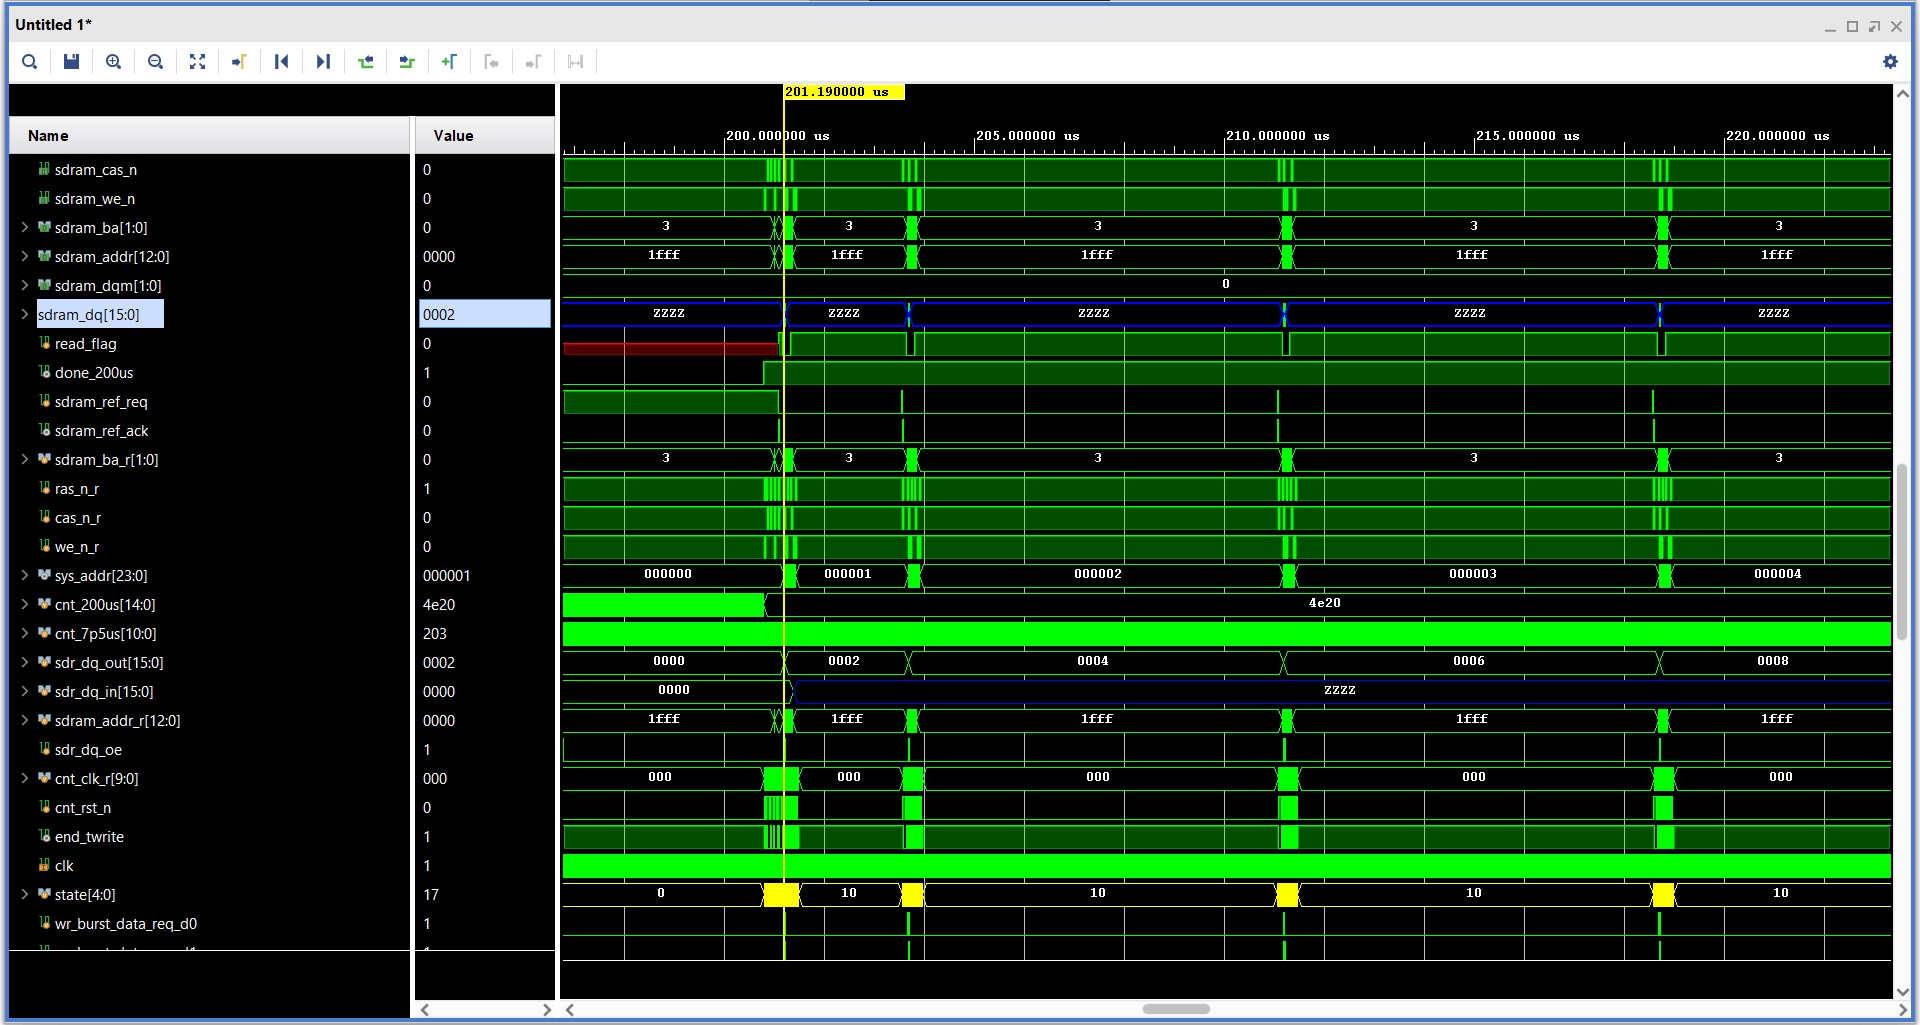 Untitled 1*
201.190000 us
200.000000 us 205.000000 us 210.000000 us 215.000000 us 220.000000 us
Name Value
sdram_cas_n 0
sdram_we_n 0
sdram_ba[1:0] 0 3 3 3 3 3
sdram_addr[12:0] 0000 1fff 1fff 1fff 1fff 1fff
sdram_dqm[1:0] 0 0
sdram_dq[15:0] 0002 zzzz zzzz zzzz zzzz zzzz
read_flag 0
done_200us 1
sdram_ref_req 0
sdram_ref_ack 0
sdram_ba_r[1:0] 0 3 3 3 3 3
ras_n_r 1
cas_n_r 0
we_n_r 0
sys_addr[23:0] 000001 000000 000001 000002 000003 000004
cnt_200us[14:0] 4e20 4e20
cnt_7p5us[10:0] 203
sdr_dq_out[15:0] 0002 0000 0002 0004 0006 0008
sdr_dq_in[15:0] 0000 0000 zzzz
sdram_addr_r[12:0] 0000 1fff 1fff 1fff 1fff 1fff
sdr_dq_oe 1
cnt_clk_r[9:0] 000 000 000 000 000 000
cnt_rst_n 0
end_twrite 1
clk 1
state[4:0] 17 0 10 10 10 10
wr_burst_data_req_d0 1